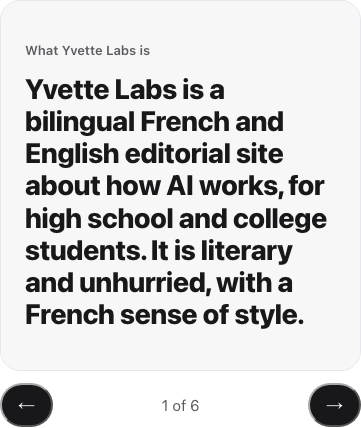 What Yvette Labs is
Yvette Labs is a
bilingual French and
English editorial site
about how AI works, for
high school and college
students. It is literary
and unhurried, with a
French sense of style.
← 1 of 6 →